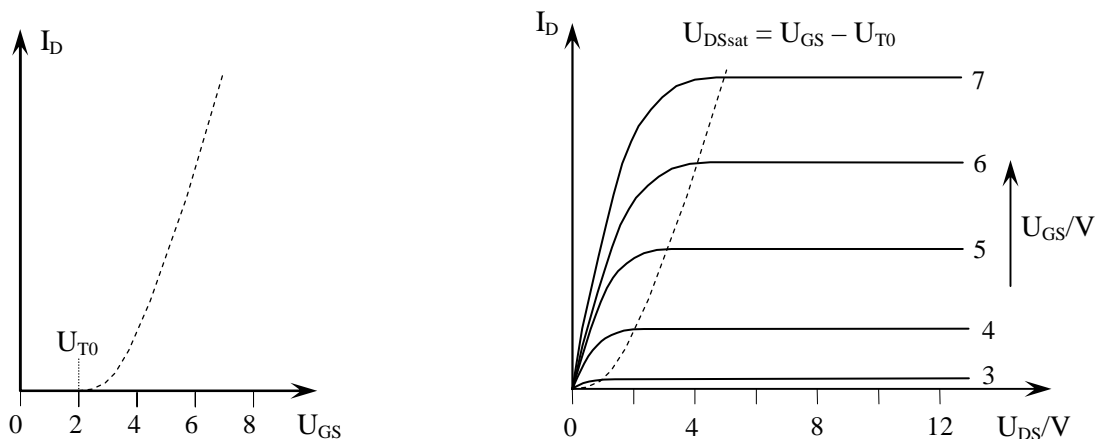 I_D
U_T0
0 2 4 6 8 U_GS
I_D
U_DSsat = U_GS – U_T0
7
6
5
4
3
U_GS/V
0 4 8 12 U_DS/V